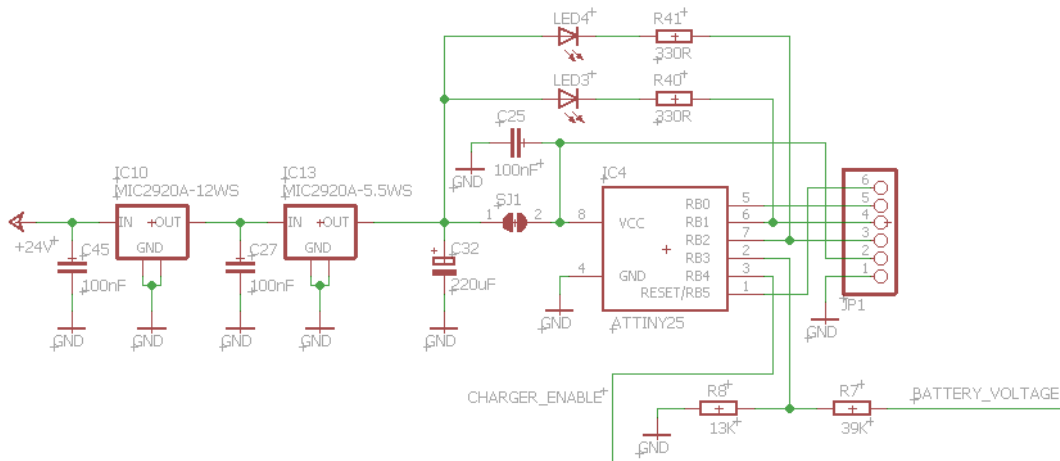 LED4
R41
330R
LED3
R40
330R
C25
100nF
GND
IC10
MIC2920A-12WS
IC13
MIC2920A-5.5WS
SJ1
1
2
IC4
IN
OUT
GND
IN
OUT
GND
+24V
C45
100nF
C27
100nF
C32
220uF
8
VCC
4
GND
RB0
5
RB1
6
RB2
7
RB3
2
RB4
3
RESET/RB5
1
ATTINY25
6
5
4
3
2
1
JP1
GND
GND
GND
GND
GND
GND
GND
CHARGER_ENABLE
R8
13K
R7
39K
BATTERY_VOLTAGE
GND